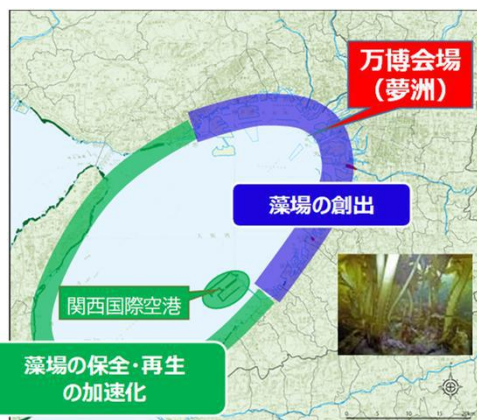 万博会場
(夢洲)
藻場の創出
関西国際空港
藻場の保全・再生
の加速化